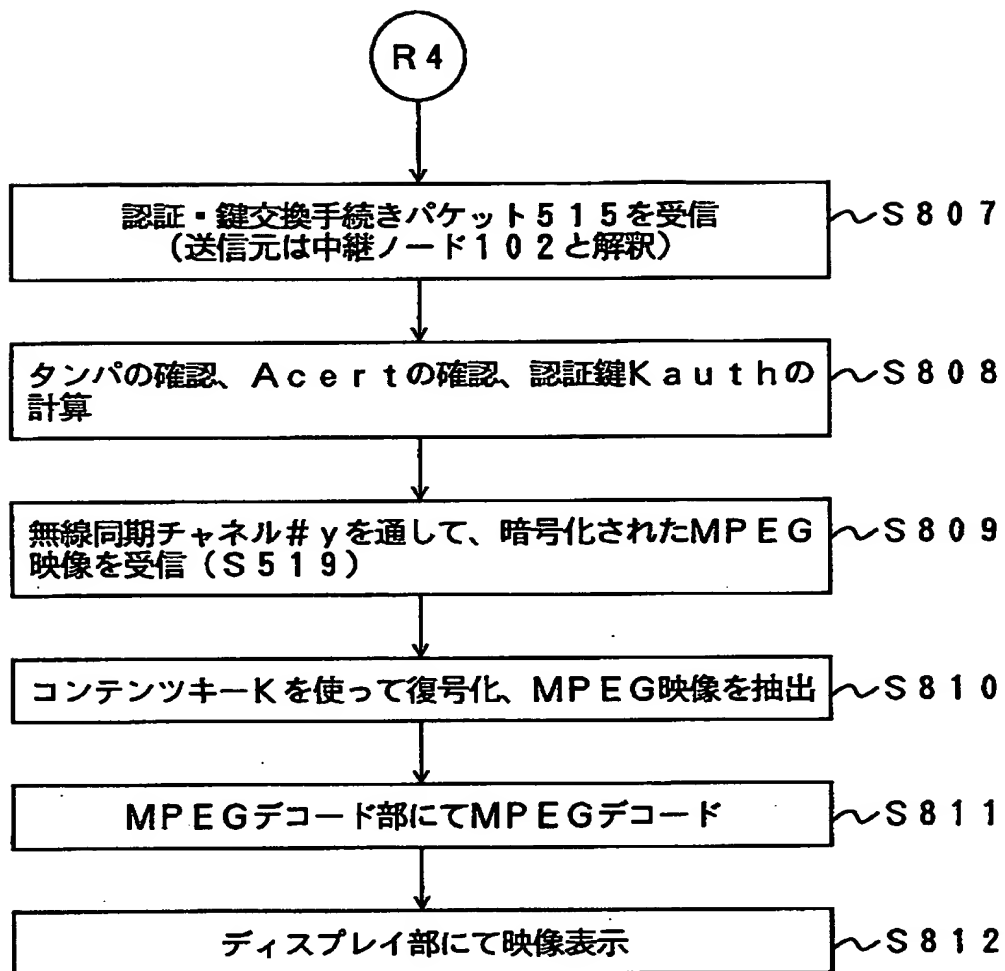 R4
認証・鍵交換手続きパケット515を受信
(送信元は中継ノード102と解釈)
~S807
タンパの確認、Acertの確認、認証鍵Kauthの
計算
~S808
無線同期チャネル#yを通して、暗号化されたMPEG
映像を受信(S519)
~S809
コンテンツキーKを使って復号化、MPEG映像を抽出
~S810
MPEGデコード部にてMPEGデコード
~S811
ディスプレイ部にて映像表示
~S812